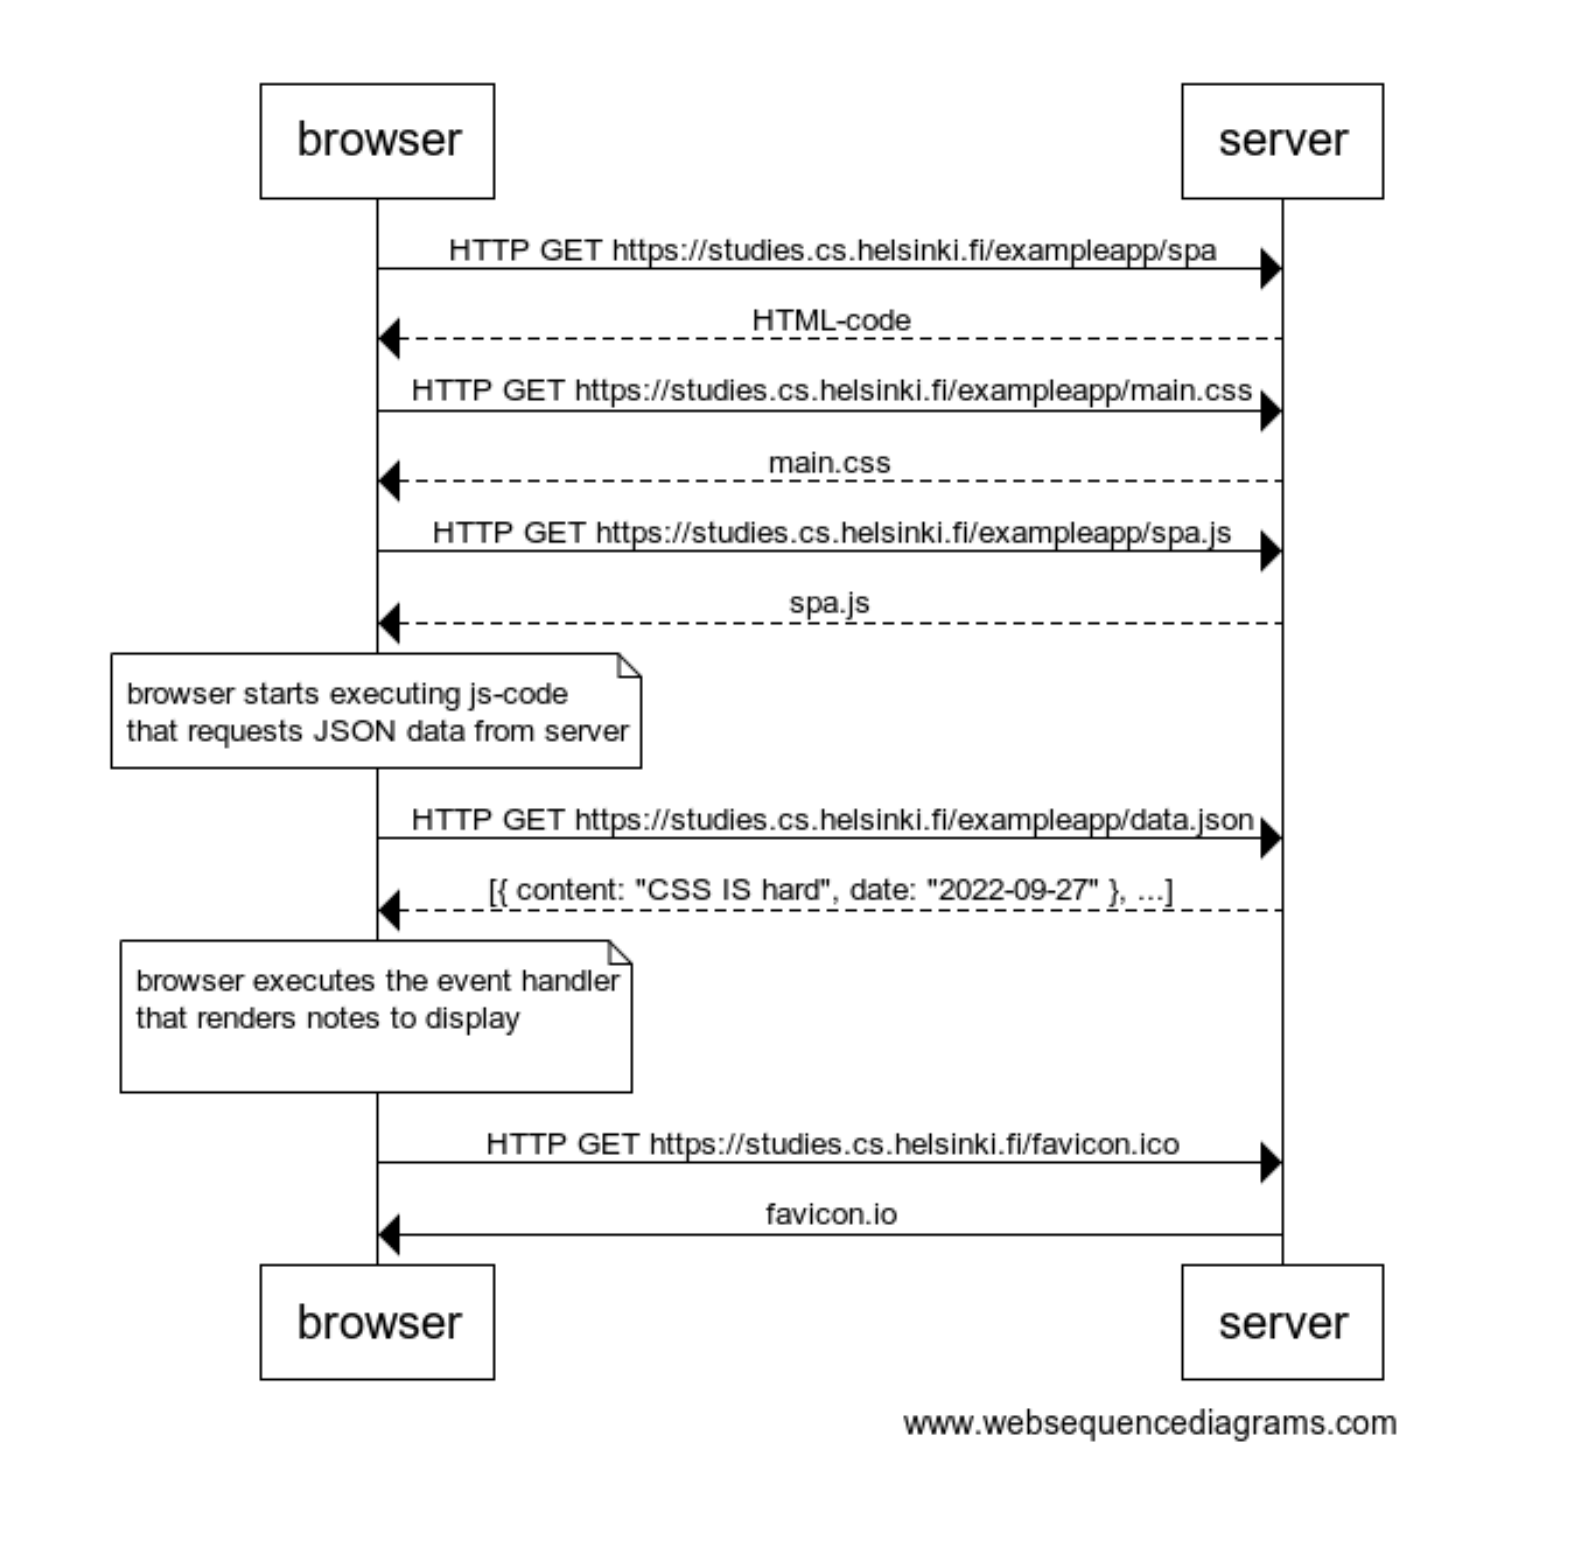 browser
server
HTTP GET https://studies.cs.helsinki.fi/exampleapp/spa
HTML-code
HTTP GET https://studies.cs.helsinki.fi/exampleapp/main.css
main.css
HTTP GET https://studies.cs.helsinki.fi/exampleapp/spa.js
spa.js
browser starts executing js-code
that requests JSON data from server
HTTP GET https://studies.cs.helsinki.fi/exampleapp/data.json
[{ content: "CSS IS hard", date: "2022-09-27" }, ...]
browser executes the event handler
that renders notes to display
HTTP GET https://studies.cs.helsinki.fi/favicon.ico
favicon.io
browser
server
www.websequencediagrams.com